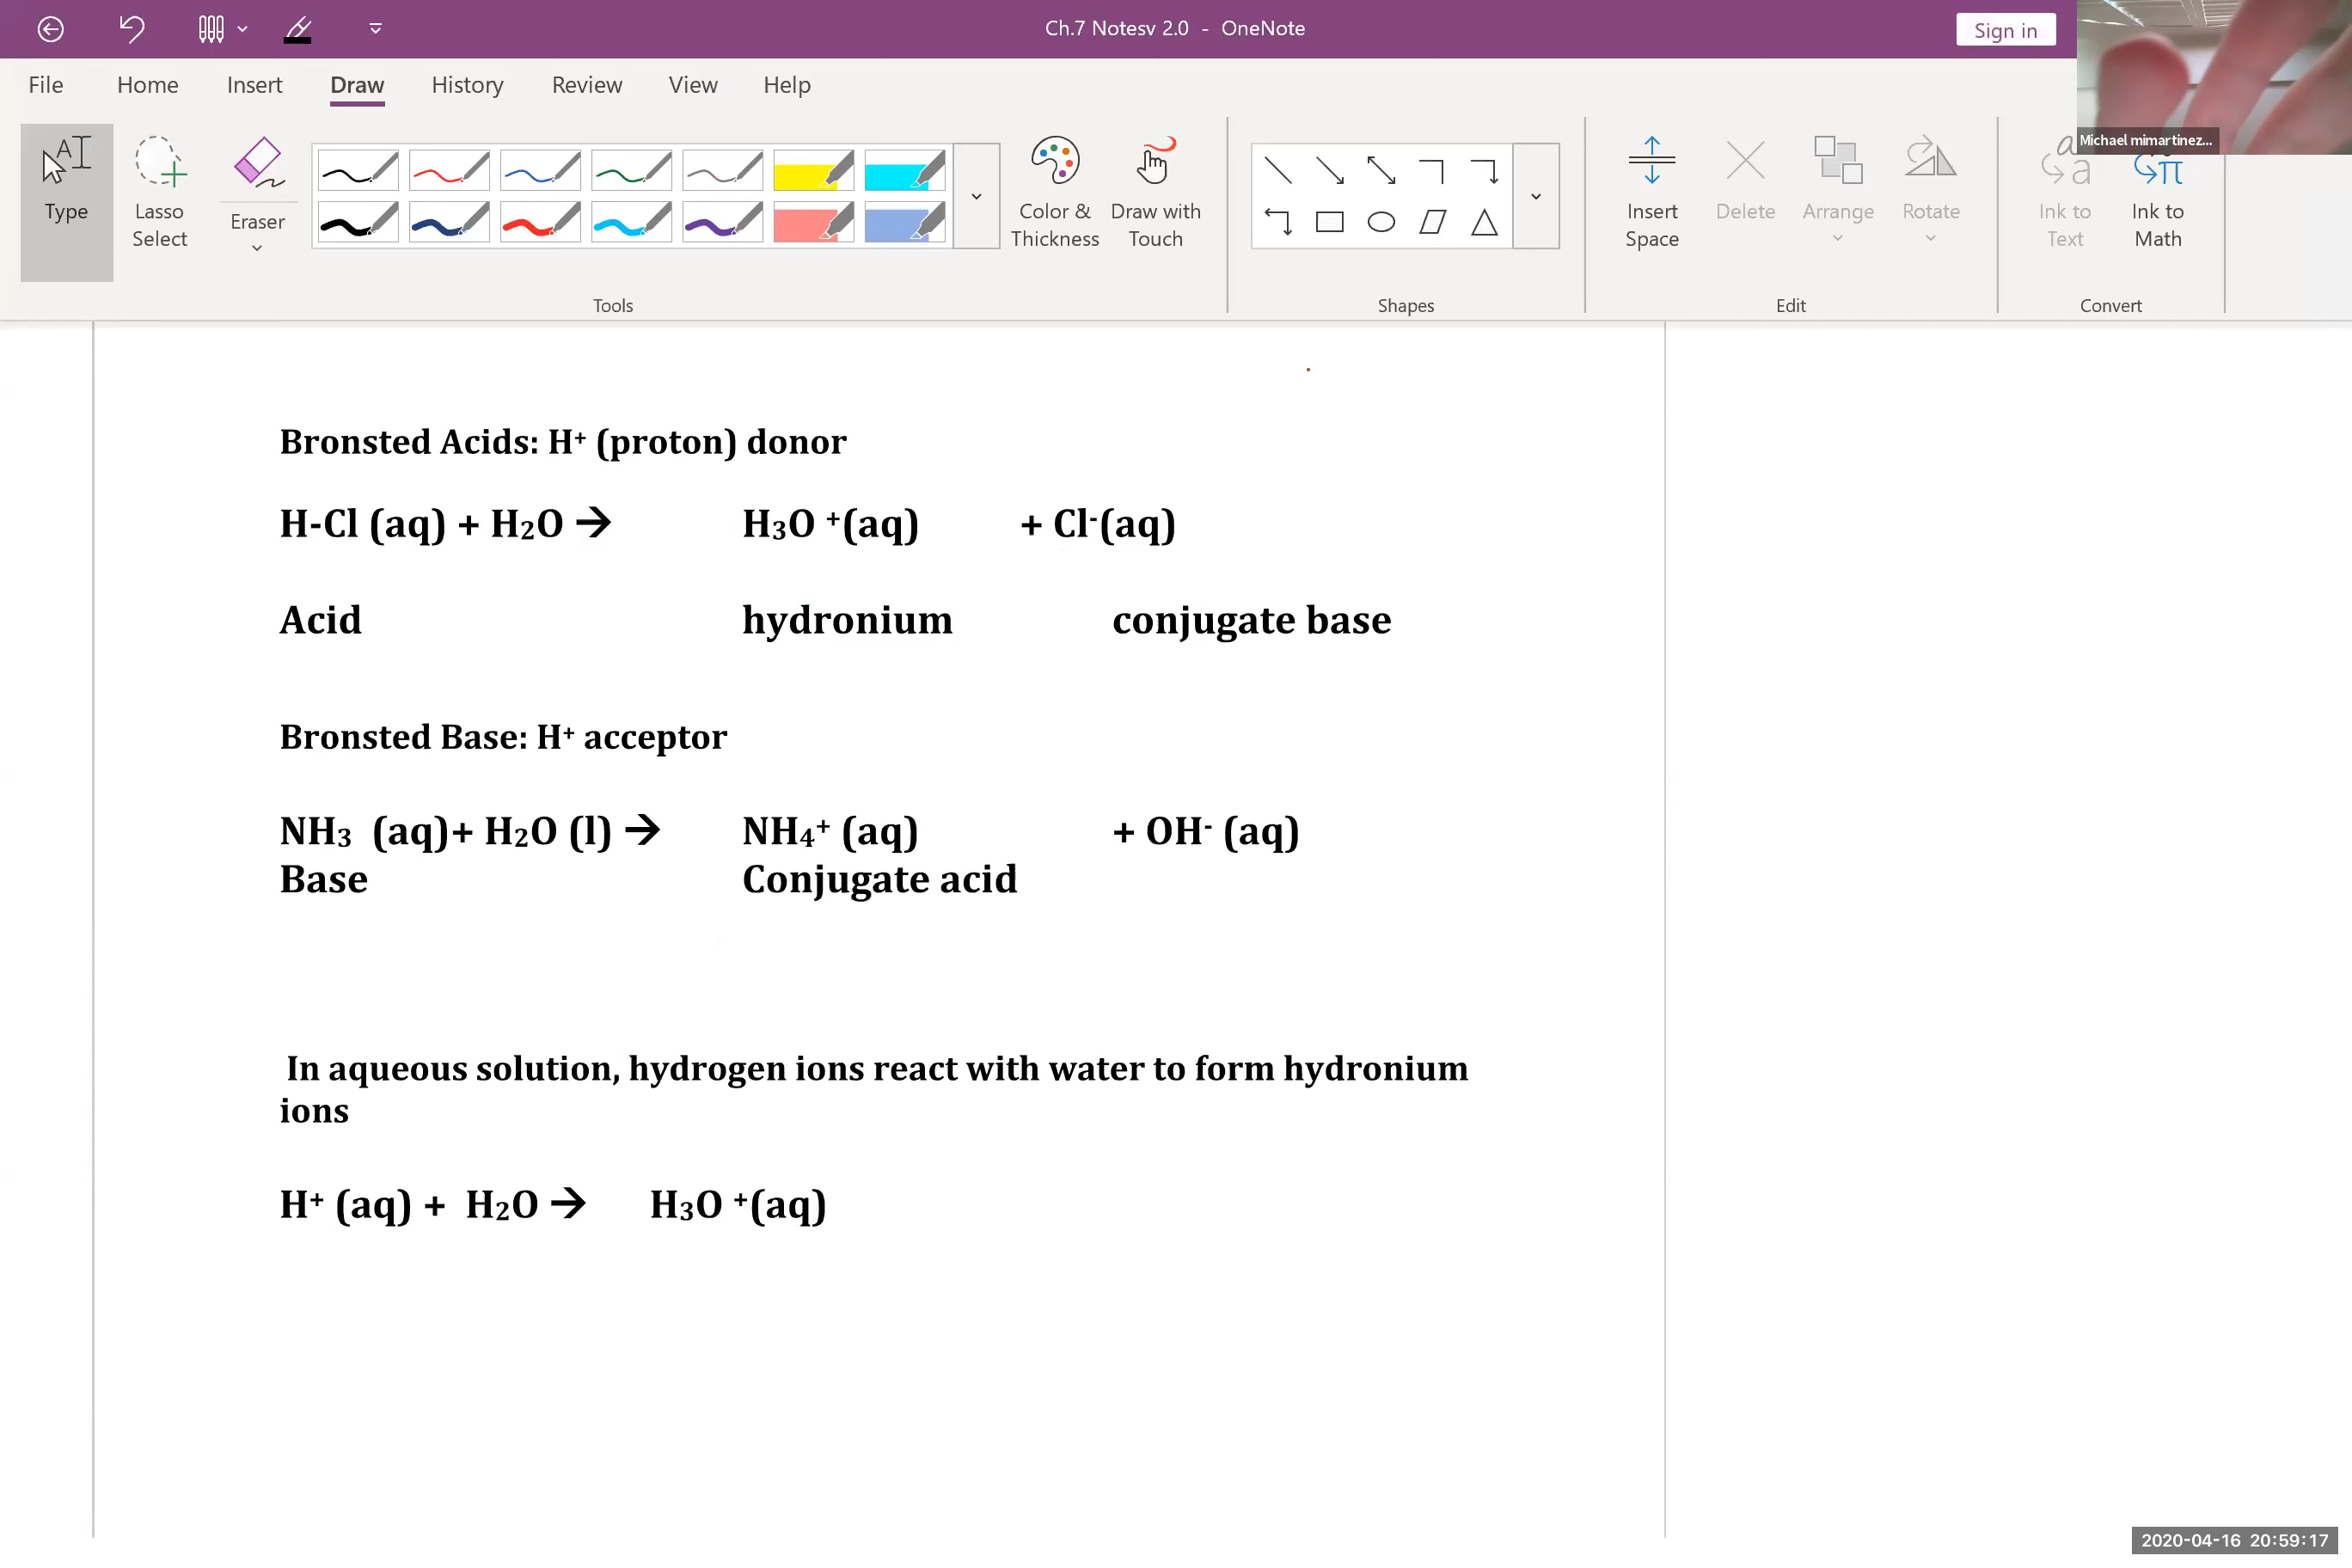 Ch.7 Notesv 2.0 - OneNote
Sign in
File Home Insert Draw History Review View Help
Michael mimartinez...
Type
Lasso Select
Eraser
Color & Thickness
Draw with Touch
Insert Space
Delete
Arrange
Rotate
Ink to Text
Ink to Math
Tools
Shapes
Edit
Convert
Bronsted Acids: H⁺ (proton) donor
H-Cl (aq) + H₂O → H₃O ⁺(aq) + Cl⁻(aq)
Acid hydronium conjugate base
Bronsted Base: H⁺ acceptor
NH₃ (aq)+ H₂O (l) → NH₄⁺ (aq) + OH⁻ (aq)
Base Conjugate acid
In aqueous solution, hydrogen ions react with water to form hydronium
ions
H⁺ (aq) + H₂O → H₃O ⁺(aq)
2020-04-16 20:59:17